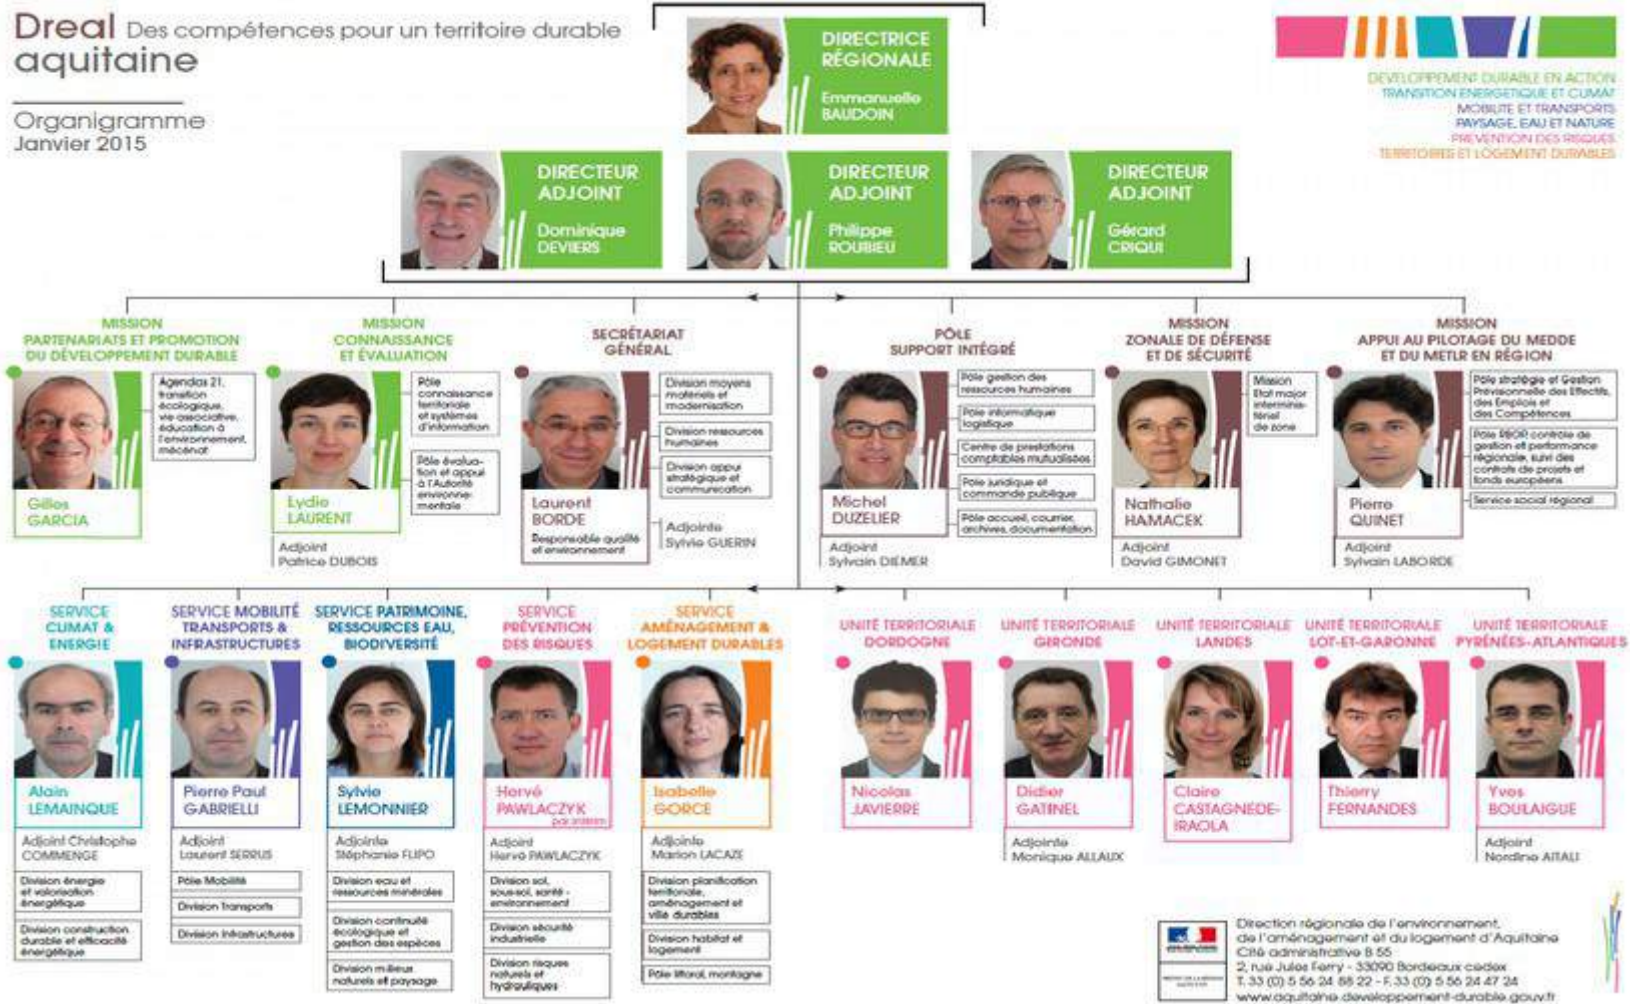 Dreal Des compétences pour un territoire durable
aquitaine
Organigramme
Janvier 2015
DIRECTRICE
RÉGIONALE
Emmanuelle
BAUDOIN
DÉVELOPPEMENT DURABLE EN ACTION
TRANSITION ENERGETIQUE ET CLIMAT
MOBILITE ET TRANSPORTS
PAYSAGE, EAU ET NATURE
PREVENTION DES RISQUES
TERRITOIRES ET LOGEMENT DURABLES
DIRECTEUR
ADJOINT
Dominique
DEVIERS
DIRECTEUR
ADJOINT
Philippe
ROUBIEU
DIRECTEUR
ADJOINT
Gérard
CRIQUI
MISSION
PARTENARIATS ET PROMOTION
DU DÉVELOPPEMENT DURABLE
Agendas 21,
transition
écologique,
vie associative,
éducation à
l'environnement,
mécénat
Gilles
GARCIA
MISSION
CONNAISSANCE
ET ÉVALUATION
Pôle
connaissance
territoriale
et systèmes
d'information
Pôle évalua-
tion et appui
à l'Autorité
environne-
mentale
Lydie
LAURENT
Adjoint
Patrice DUBOIS
SECRÉTARIAT
GÉNÉRAL
Division moyens
matériels et
modernisation
Division ressources
humaines
Division appui
stratégique et
communication
Laurent
BORDE
Responsable qualité
et environnement
Adjointe
Sylvie GUERIN
PÔLE
SUPPORT INTÉGRÉ
Pôle gestion des
ressources humaines
Pôle informatique
logistique
Centre de prestations
comptables mutualisées
Pôle juridique et
commande publique
Pôle accueil, courrier,
archives, documentation
Michel
DUZELIER
Adjoint
Sylvain DIEMER
MISSION
ZONALE DE DÉFENSE
ET DE SÉCURITÉ
Mission
Etat major
interminis-
tériel
de zone
Nathalie
HAMACEK
Adjoint
David GIMONET
MISSION
APPUI AU PILOTAGE DU MEDDE
ET DU METLR EN RÉGION
Pôle stratégie et Gestion
Prévisionnelle des Effectifs,
des Emplois et
des Compétences
Pôle RBOP, contrôle de
gestion et performance
régionale, suivi des
contrats de projets et
fonds européens
Service social régional
Pierre
QUINET
Adjoint
Sylvain LABORDE
SERVICE
CLIMAT &
ENERGIE
Alain
LEMAINQUE
Adjoint Christophe
COMMENGE
Division énergie
et valorisation
énergétique
Division construction
durable et efficacité
énergétique
SERVICE MOBILITÉ
TRANSPORTS &
INFRASTRUCTURES
Pierre Paul
GABRIELLI
Adjoint
Laurent SERRUS
Pôle Mobilité
Division Transports
Division Infrastructures
SERVICE PATRIMOINE,
RESSOURCES EAU,
BIODIVERSITÉ
Sylvie
LEMONNIER
Adjointe
Stéphanie FLIPO
Division eau et
ressources minérales
Division continuité
écologique et
gestion des espèces
Division milieux
naturels et paysage
SERVICE
PRÉVENTION
DES RISQUES
Hervé
PAWLACZYK
par intérim
Adjoint
Hervé PAWLACZYK
Division sol,
sous-sol, santé -
environnement
Division sécurité
industrielle
Division risques
naturels et
hydrauliques
SERVICE
AMÉNAGEMENT &
LOGEMENT DURABLES
Isabelle
GORCE
Adjointe
Marion LACAZE
Division planification
territoriale,
aménagement et
ville durables
Division habitat et
logement
Pôle littoral, montagne
UNITÉ TERRITORIALE
DORDOGNE
Nicolas
JAVIERRE
UNITÉ TERRITORIALE
GIRONDE
Didier
GATINEL
Adjointe
Monique ALLAUX
UNITÉ TERRITORIALE
LANDES
Claire
CASTAGNEDE-
IRAOLA
UNITÉ TERRITORIALE
LOT-ET-GARONNE
Thierry
FERNANDES
UNITÉ TERRITORIALE
PYRÉNÉES-ATLANTIQUES
Yves
BOULAIGUE
Adjoint
Nordine AITALI
Direction régionale de l'environnement,
de l'aménagement et du logement d'Aquitaine
Cité administrative B 55
2, rue Jules Ferry - 33090 Bordeaux cedex
T. 33 (0) 5 56 24 88 22 - F. 33 (0) 5 56 24 47 24
www.aquitaine.developpement-durable.gouv.fr